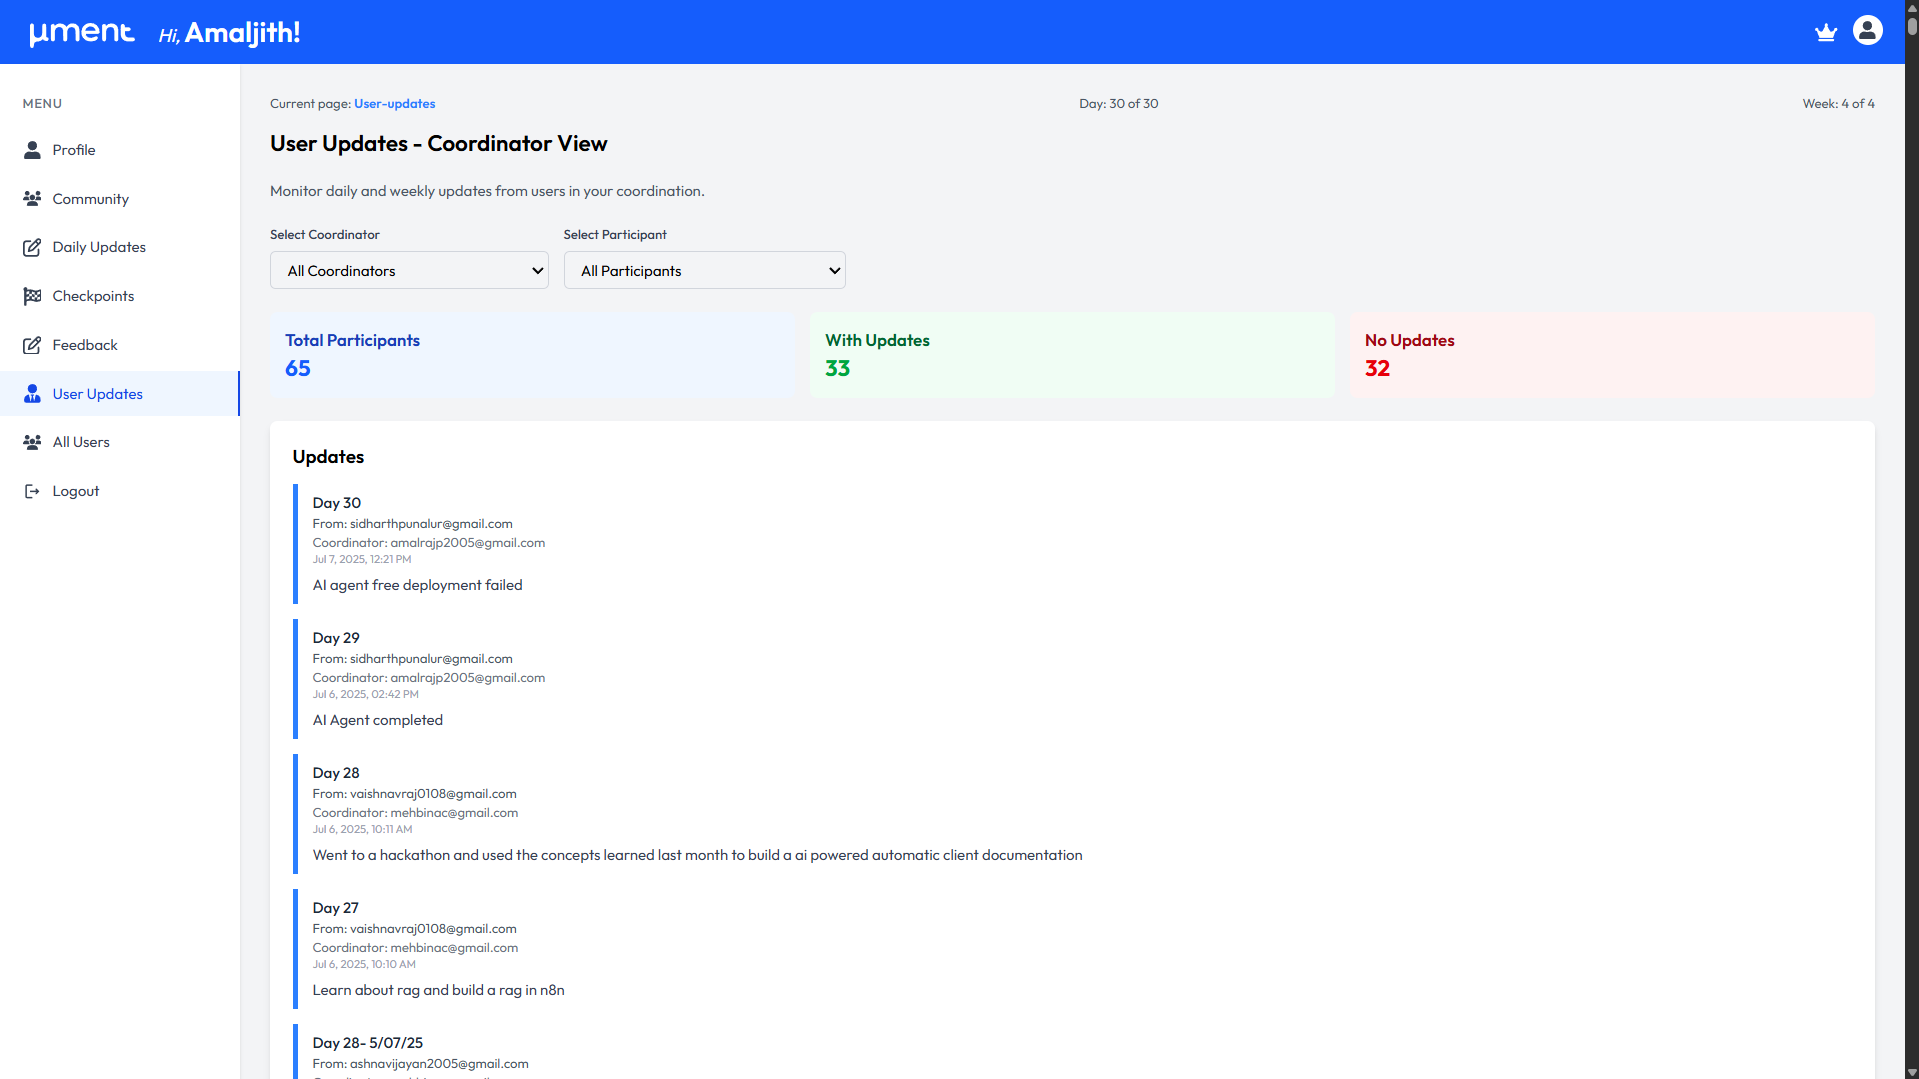 µment
Hi, Amaljith!
MENU
Profile
Community
Daily Updates
Checkpoints
Feedback
User Updates
All Users
Logout
Current page: User-updates
Day: 30 of 30
Week: 4 of 4
User Updates - Coordinator View
Monitor daily and weekly updates from users in your coordination.
Select Coordinator
Select Participant
All Coordinators
All Participants
Total Participants
65
With Updates
33
No Updates
32
Updates
Day 30
From: sidharthpunalur@gmail.com
Coordinator: amalrajp2005@gmail.com
Jul 7, 2025, 12:21 PM
AI agent free deployment failed
Day 29
From: sidharthpunalur@gmail.com
Coordinator: amalrajp2005@gmail.com
Jul 6, 2025, 02:42 PM
AI Agent completed
Day 28
From: vaishnavraj0108@gmail.com
Coordinator: mehbinac@gmail.com
Jul 6, 2025, 10:11 AM
Went to a hackathon and used the concepts learned last month to build a ai powered automatic client documentation
Day 27
From: vaishnavraj0108@gmail.com
Coordinator: mehbinac@gmail.com
Jul 6, 2025, 10:10 AM
Learn about rag and build a rag in n8n
Day 28- 5/07/25
From: ashnavijayan2005@gmail.com